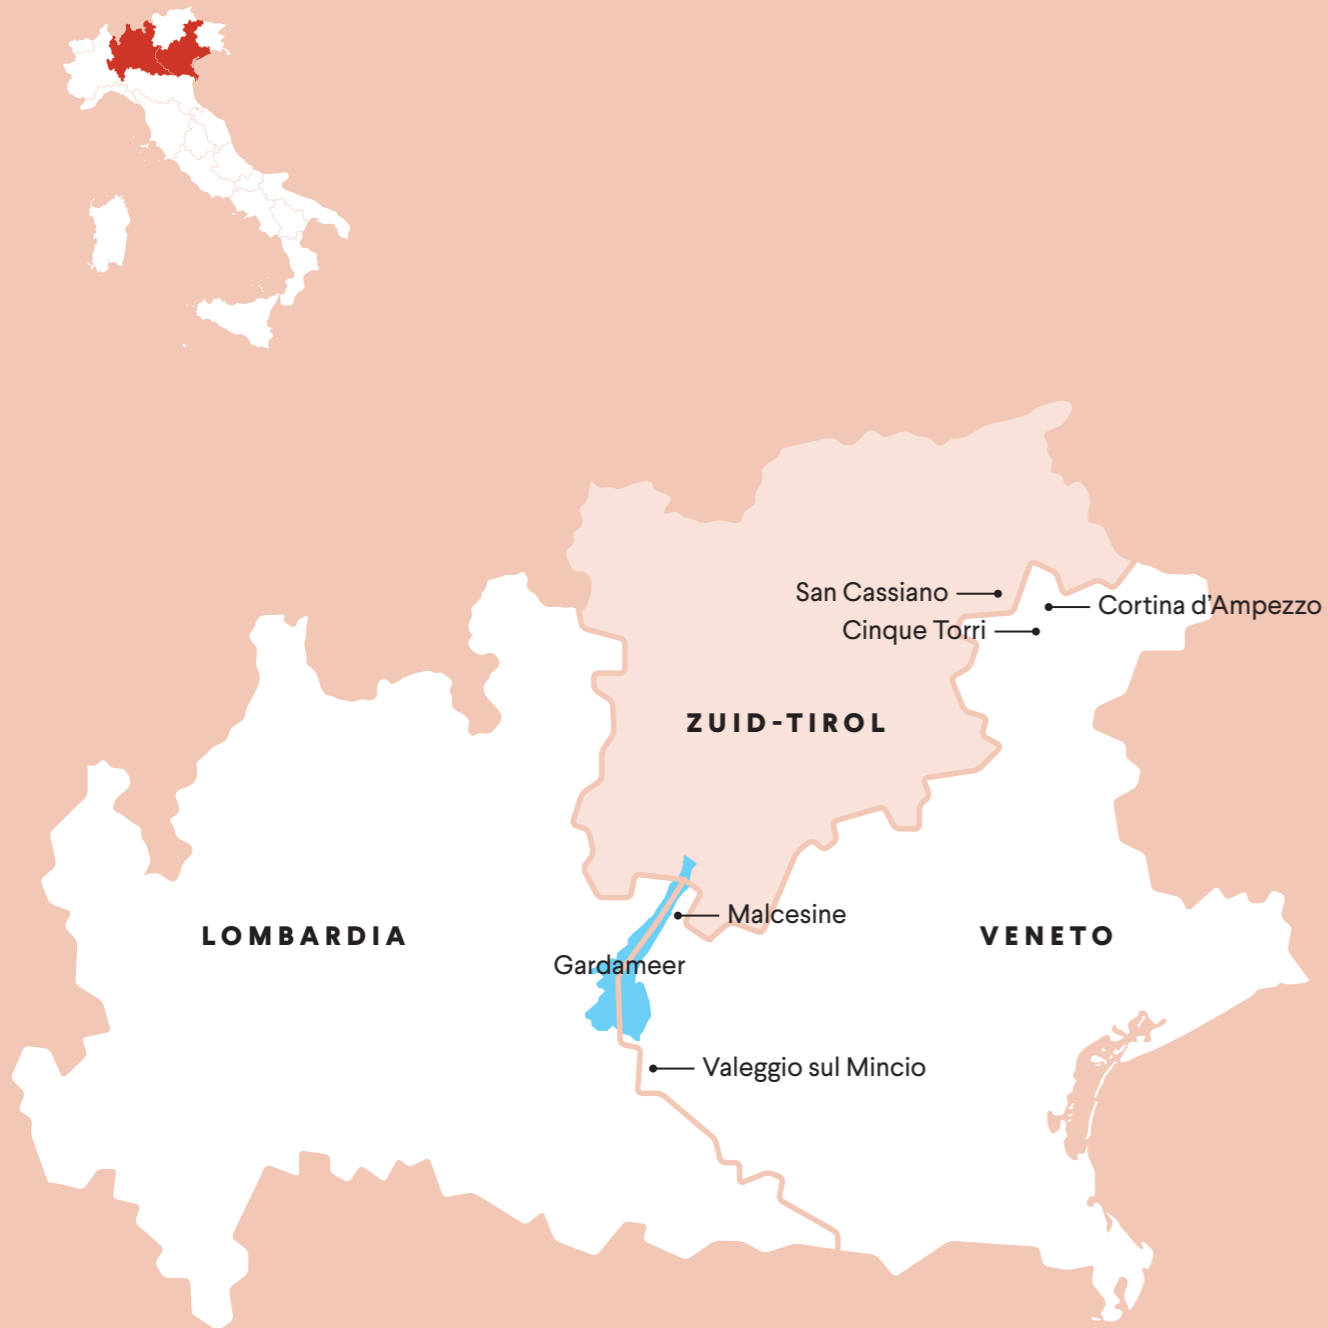 San Cassiano
Cortina d'Ampezzo
Cinque Torri
ZUID-TIROL
Malcesine
LOMBARDIA
VENETO
Gardameer
Valeggio sul Mincio